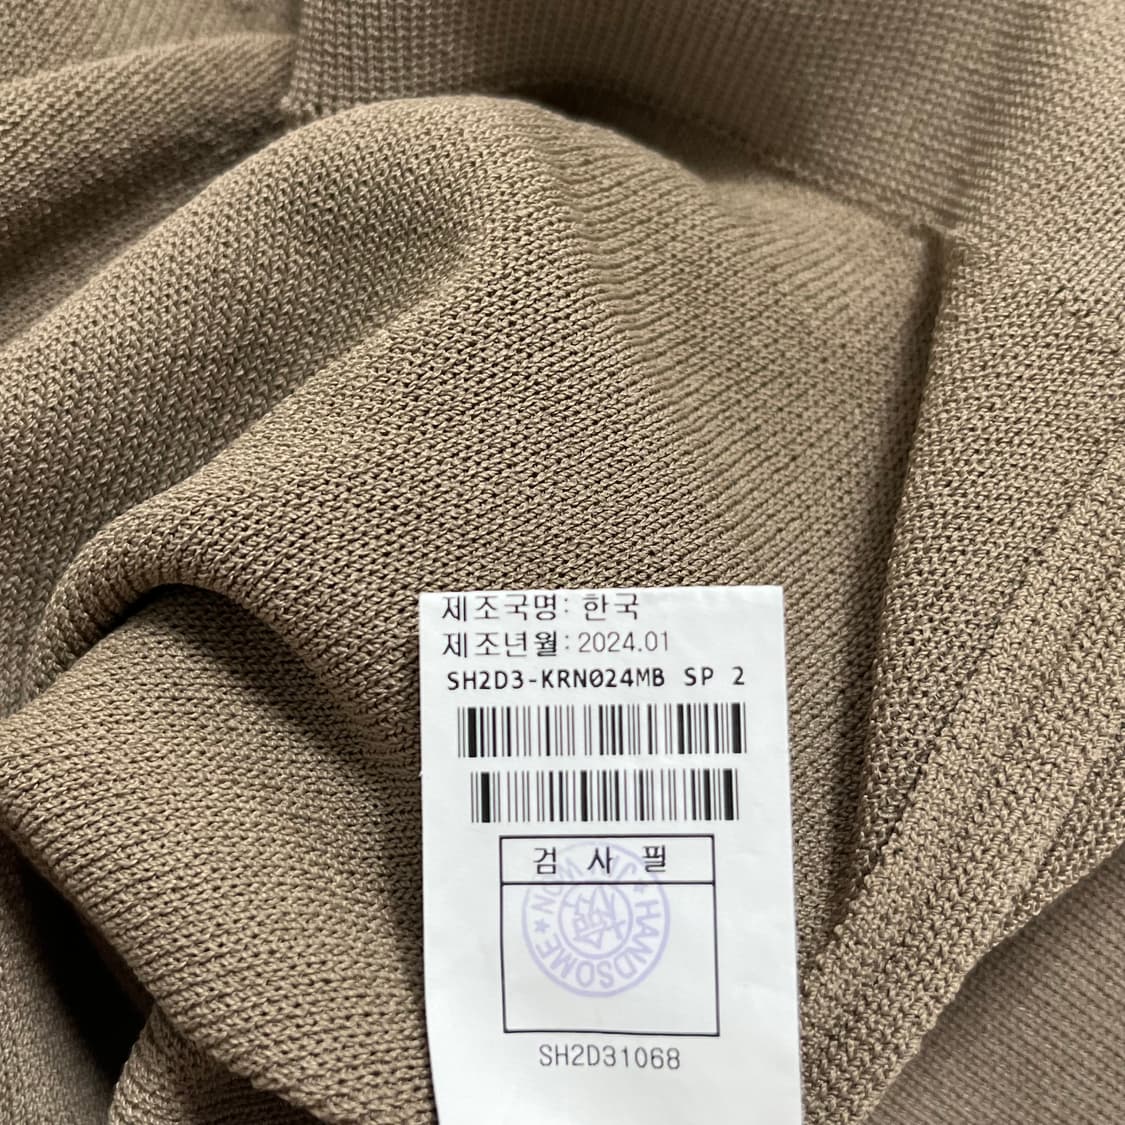 제조국명: 한국
제조년월:2024.01
SH2D3-KRN024MB SP 2
검 사 필
HANDSOME
SH2D31068